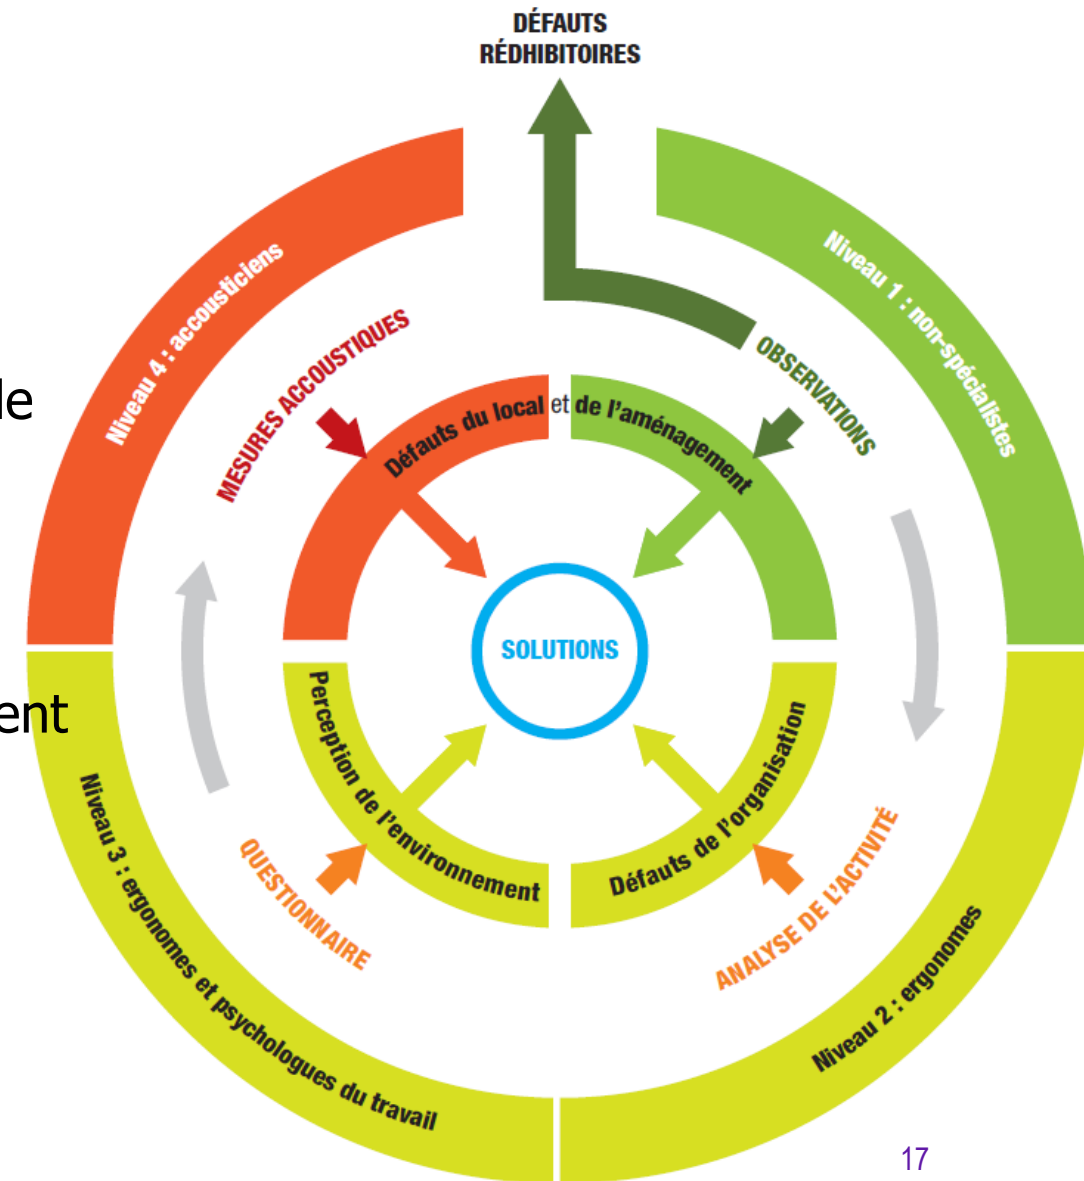 DÉFAUTS
RÉDHIBITOIRES
Niveau 4 : accousticiens
Niveau 1 : non-spécialistes
MESURES ACCOUSTIQUES
OBSERVATIONS
Défauts du local et de l'aménagement
de
SOLUTIONS
ent
Perception de l'environnement
Défauts de l'organisation
QUESTIONNAIRE
ANALYSE DE L'ACTIVITÉ
Niveau 3 : ergonomes et psychologues du travail
Niveau 2 : ergonomes
17